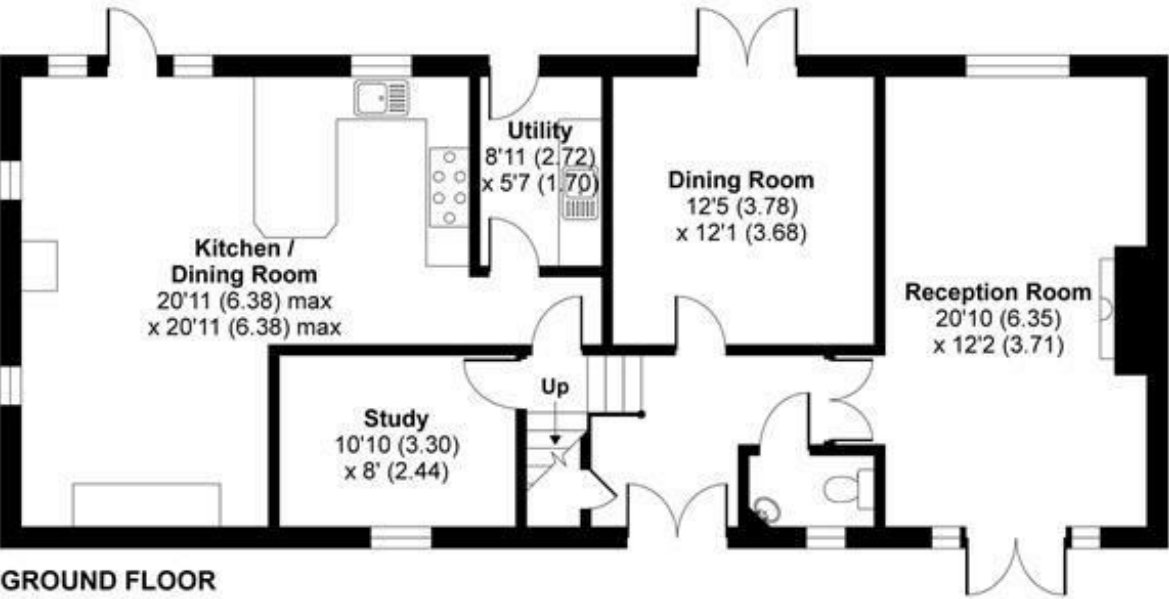 Utility
8'11 (2.72)
x 5'7 (1.70)
Dining Room
12'5 (3.78)
x 12'1 (3.68)
Kitchen /
Dining Room
20'11 (6.38) max
x 20'11 (6.38) max
Reception Room
20'10 (6.35)
x 12'2 (3.71)
Up
Study
10'10 (3.30)
x 8' (2.44)
GROUND FLOOR